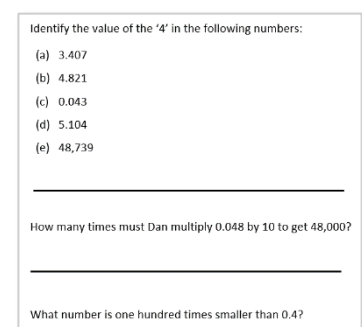 Identify the value of the ‘4’ in the following numbers:
(a) 3.407
(b) 4.821
(c) 0.043
(d) 5.104
(e) 48,739
How many times must Dan multiply 0.048 by 10 to get 48,000?
What number is one hundred times smaller than 0.4?